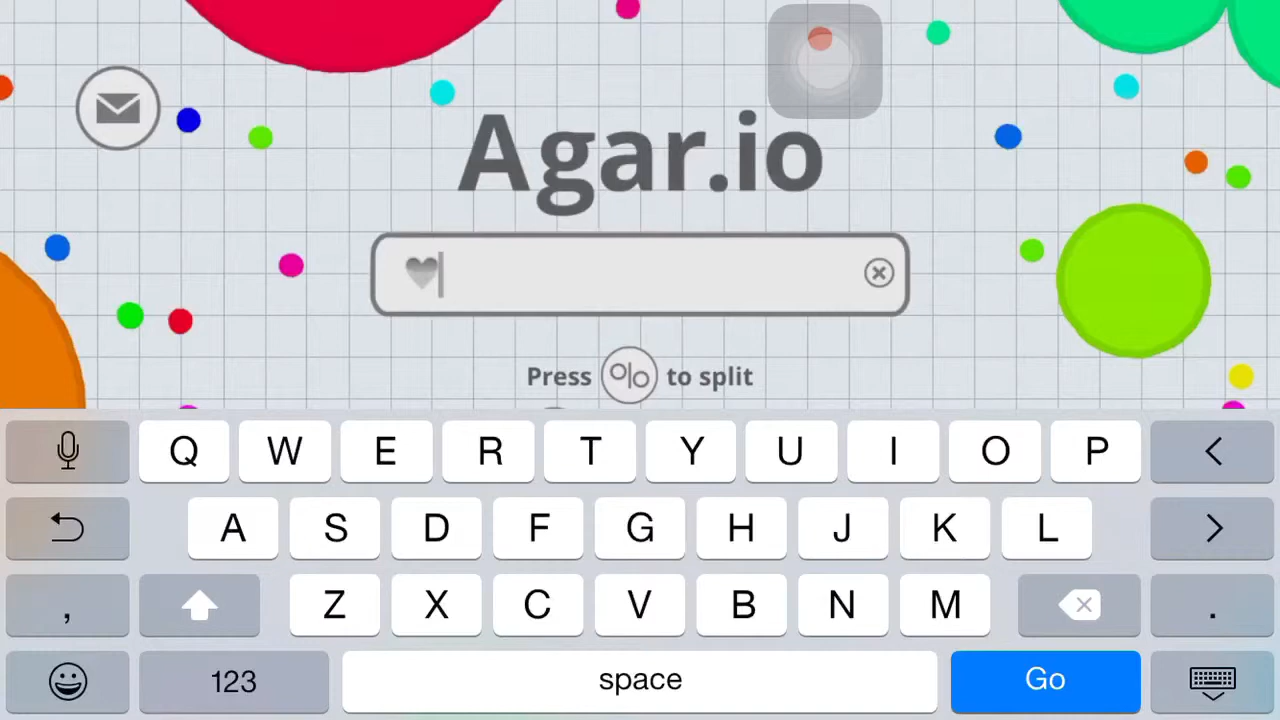 Agar.io
🖤
Press to split
Q W E R T Y U I O P <
A S D F G H J K L >
, Z X C V B N M .
123 space Go